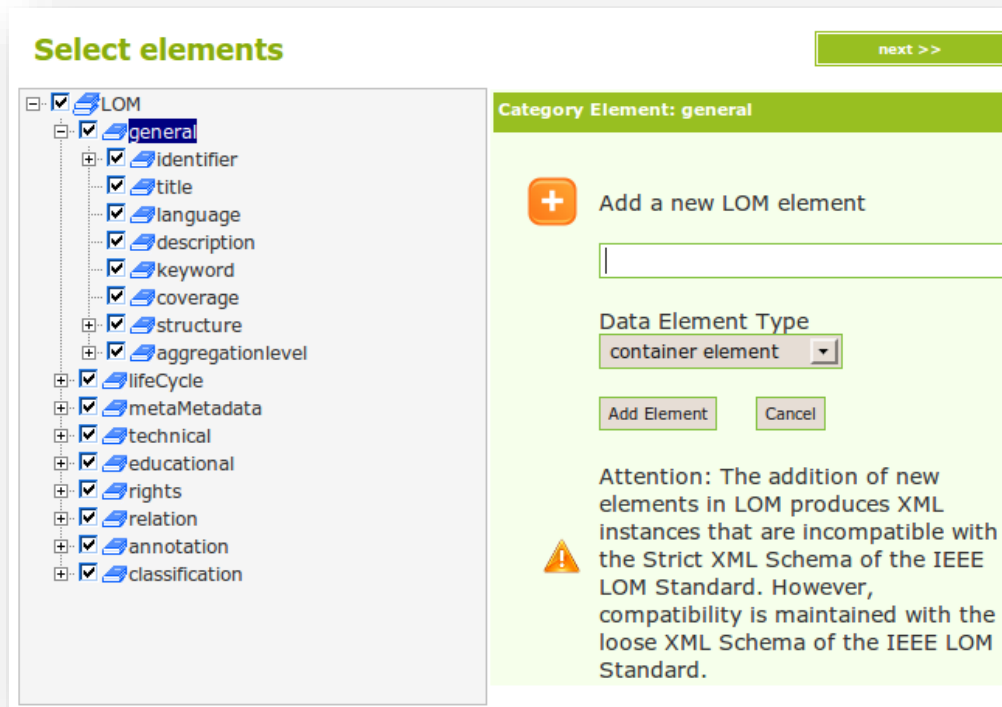 Select elements
next >>
LOM
general
identifier
title
language
description
keyword
coverage
structure
aggregationlevel
lifeCycle
metaMetadata
technical
educational
rights
relation
annotation
classification
Category Element: general
Add a new LOM element
Data Element Type
container element
Add Element
Cancel
Attention: The addition of new
elements in LOM produces XML
instances that are incompatible with
the Strict XML Schema of the IEEE
LOM Standard. However,
compatibility is maintained with the
loose XML Schema of the IEEE LOM
Standard.